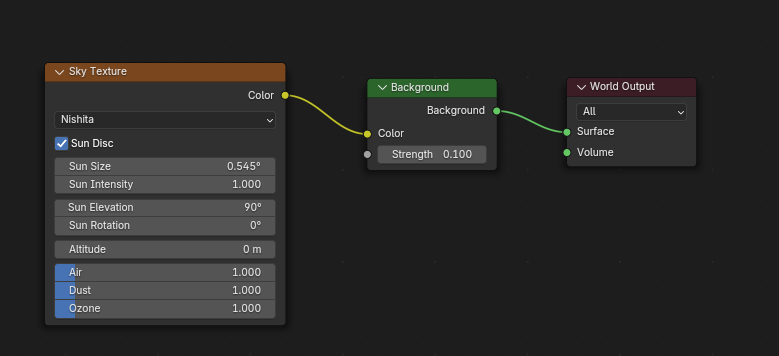 Sky Texture
Color
Nishita
Sun Disc
Sun Size 0.545°
Sun Intensity 1.000
Sun Elevation 90°
Sun Rotation 0°
Altitude 0 m
Air 1.000
Dust 1.000
Ozone 1.000
Background
Background
Color
Strength 0.100
World Output
All
Surface
Volume